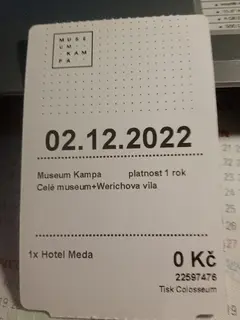 MUSE
UM·
KAM
PA·
02.12.2022
Museum Kampa platnost 1 rok
Celé museum+Werichova vila
1x Hotel Meda
0 Kč
22597476
Tisk Colosseum